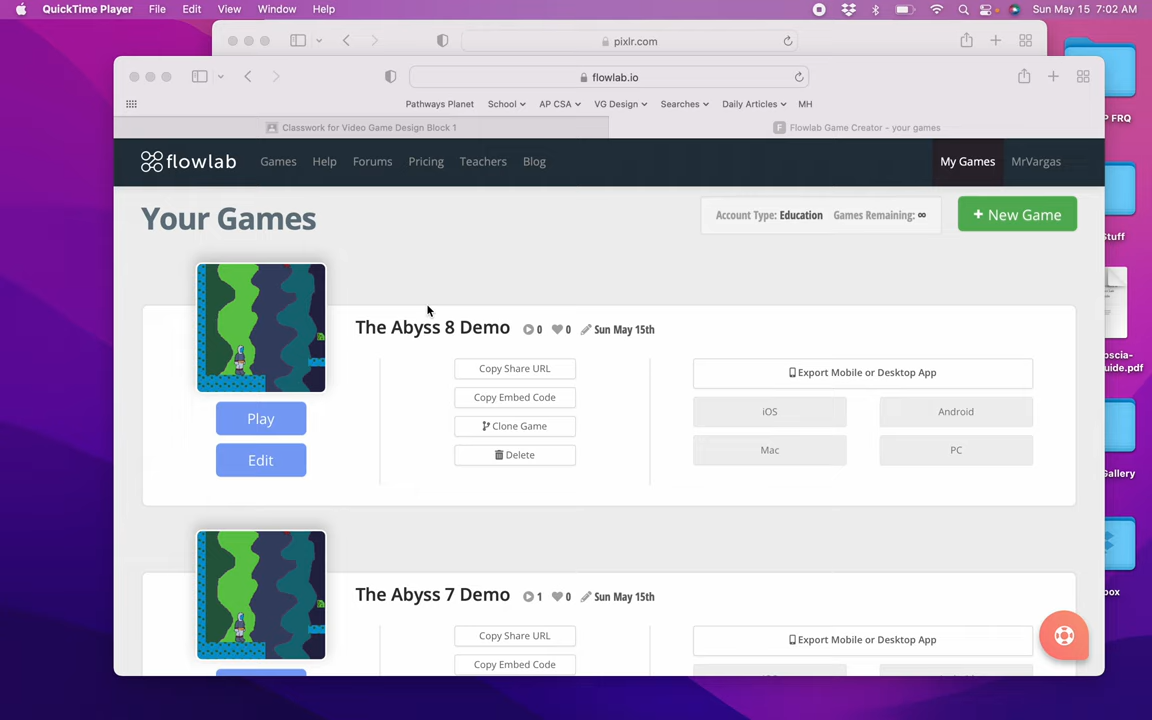 QuickTime Player File Edit View Window Help Sun May 15 7:02 AM
pixlr.com
flowlab.io
Pathways Planet School AP CSA VG Design Searches Daily Articles MH
Classwork for Video Game Design Block 1 F Flowlab Game Creator - your games
flowlab Games Help Forums Pricing Teachers Blog My Games MrVargas
Your Games Account Type: Education Games Remaining: ∞ + New Game
The Abyss 8 Demo 0 0 Sun May 15th
Copy Share URL
Copy Embed Code
Clone Game
Delete
Export Mobile or Desktop App
iOS Android
Mac PC
Play
Edit
The Abyss 7 Demo 1 0 Sun May 15th
Copy Share URL
Copy Embed Code
Export Mobile or Desktop App
P FRQ
tuff
oscia-
uide.pdf
Gallery
box